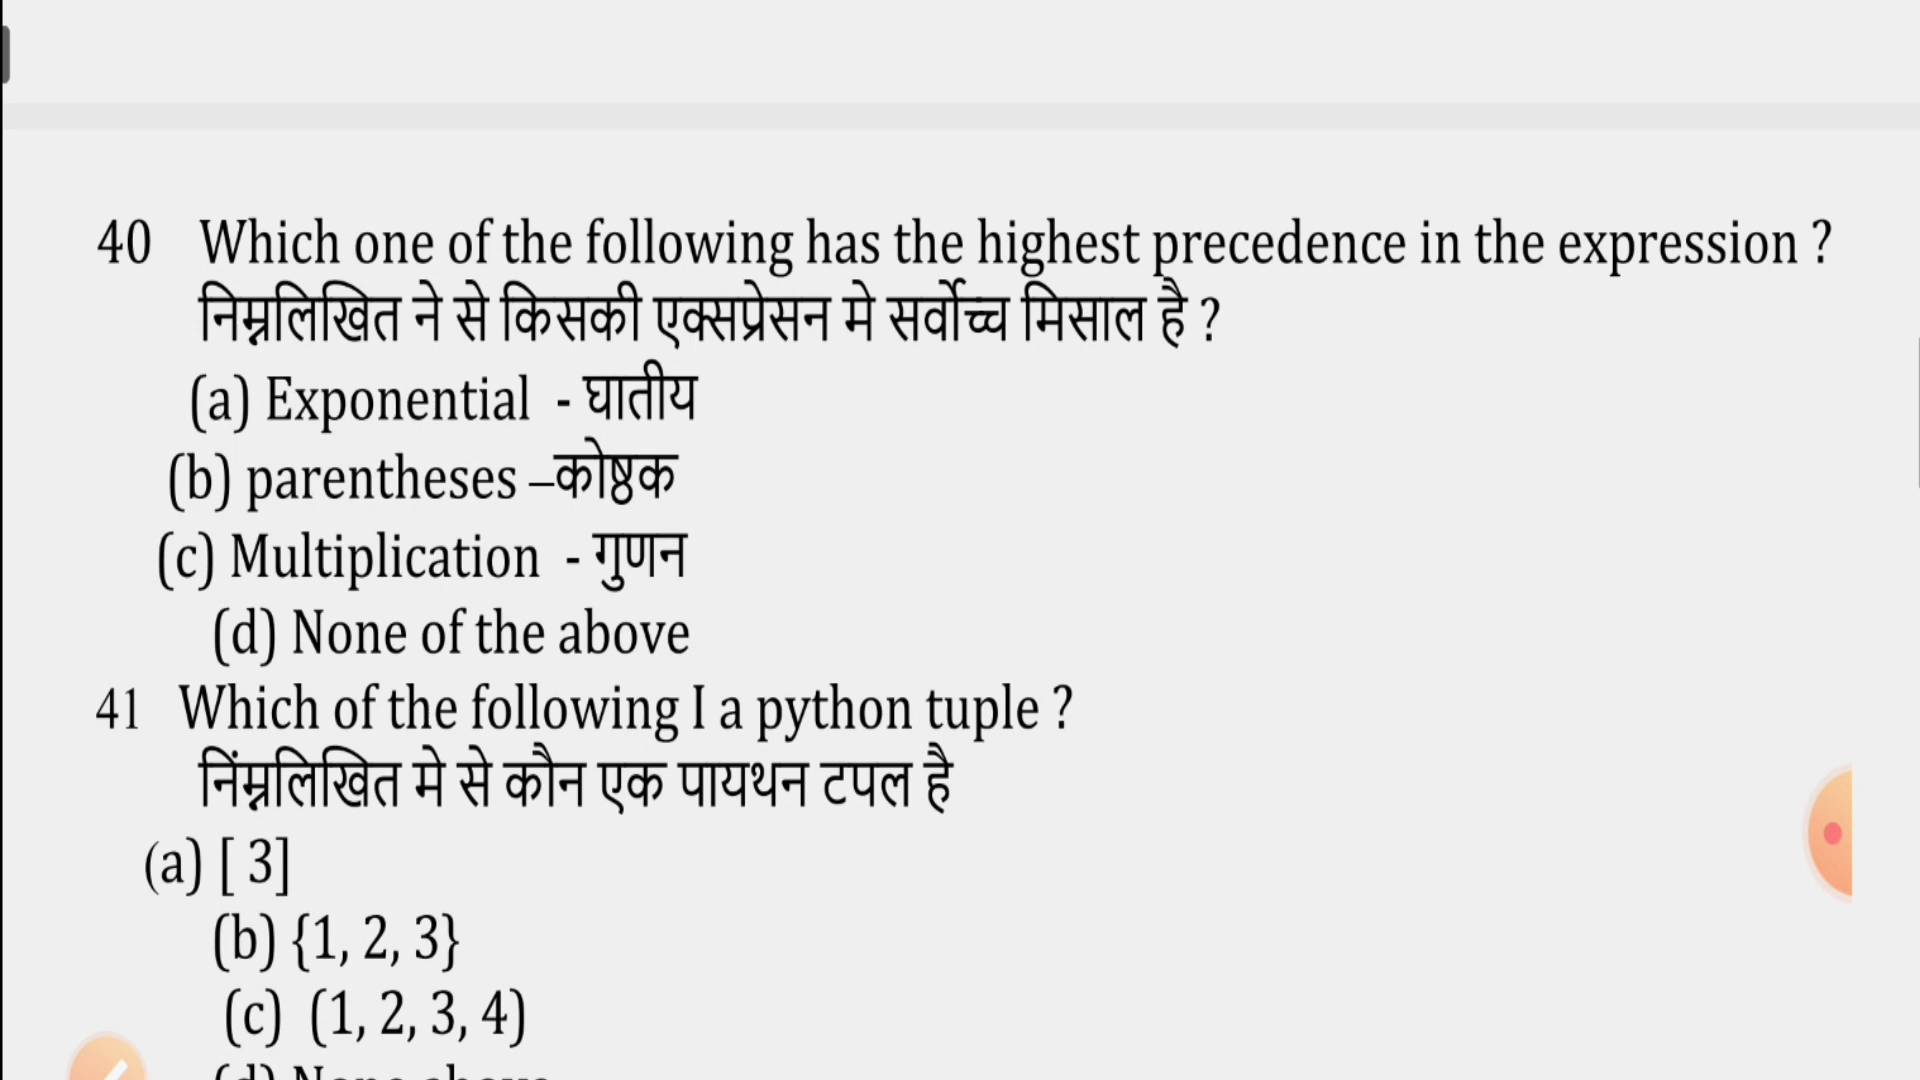 40 Which one of the following has the highest precedence in the expression ?
निम्नलिखित ने से किसकी एक्सप्रेसन मे सर्वोच्च मिसाल है ?
(a) Exponential - घातीय
(b) parentheses –कोष्ठक
(c) Multiplication - गुणन
(d) None of the above
41 Which of the following I a python tuple ?
निंम्नलिखित मे से कौन एक पायथन टपल है
(a) [ 3]
(b) {1, 2, 3}
(c) (1, 2, 3, 4)
(d) None above